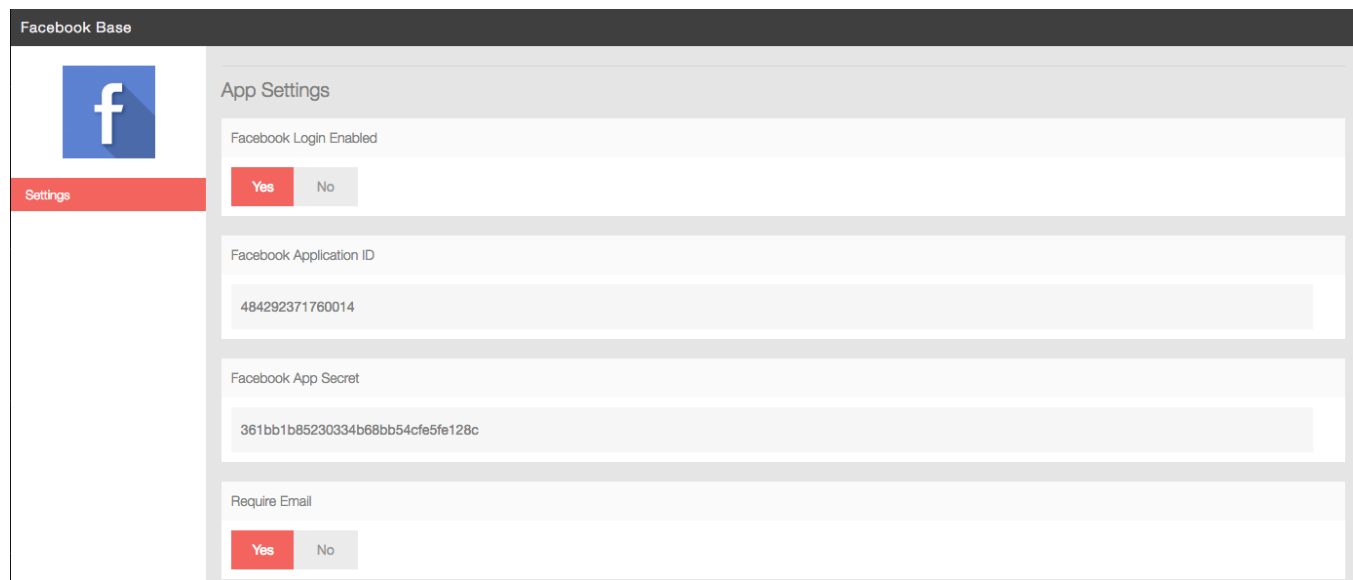 Facebook Base
f
App Settings
Facebook Login Enabled
Yes No
Settings
Facebook Application ID
484292371760014
Facebook App Secret
361bb1b85230334b68bb54cfe5fe128c
Require Email
Yes No